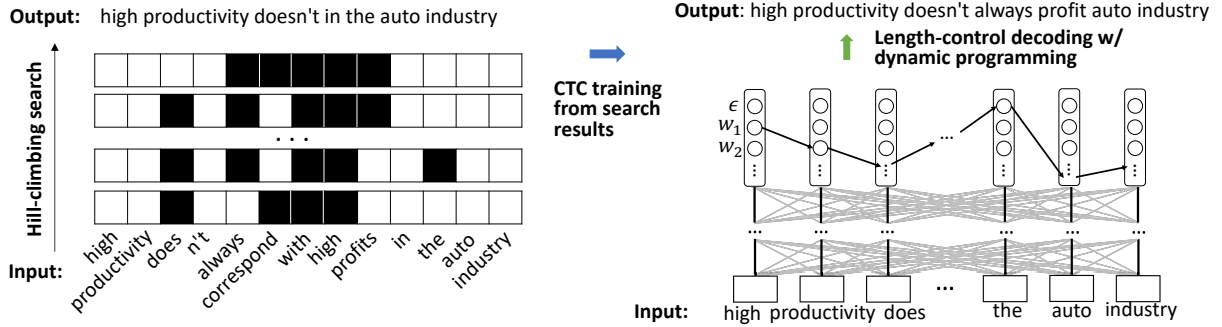 Output: high productivity doesn't in the auto industry
Hill-climbing search
. . .
Input:
high
productivity
does
n't
always
correspond
with
high
profits
in
the
auto
industry
CTC training
from search
results
Output: high productivity doesn't always profit auto industry
Length-control decoding w/
dynamic programming
ϵ
w₁
w₂
...
... ...
... ...
...
Input: high productivity does the auto industry